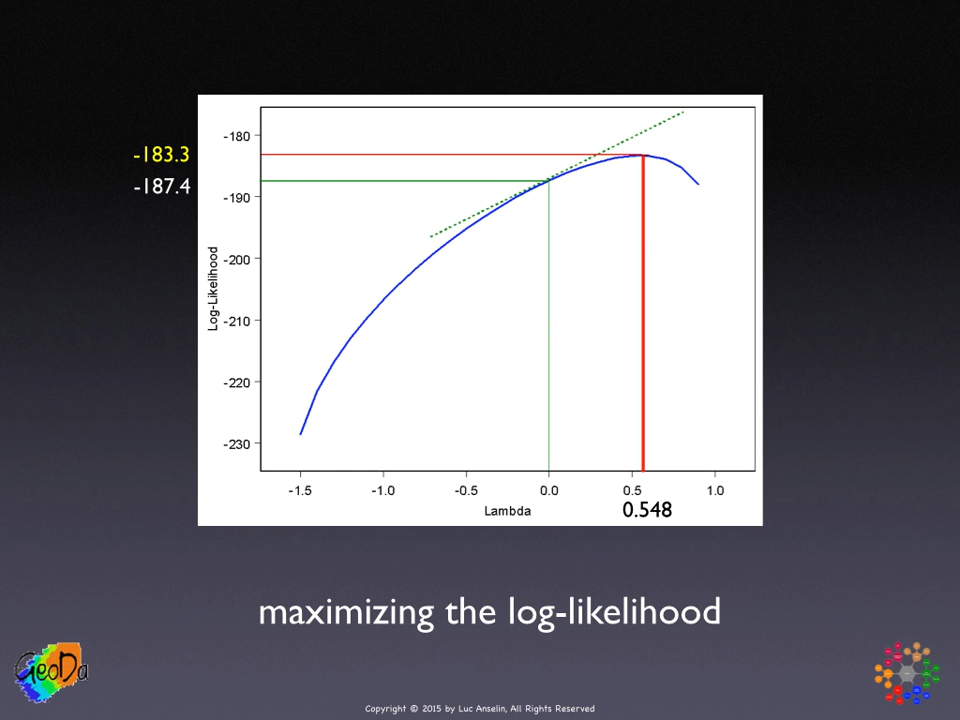 -180
-183.3
-187.4
-190
-200
Log-Likelihood
-210
-220
-230
-1.5 -1.0 -0.5 0.0 0.5 1.0
Lambda
0.548
maximizing the log-likelihood
GeoDa
Copyright © 2015 by Luc Anselin, All Rights Reserved